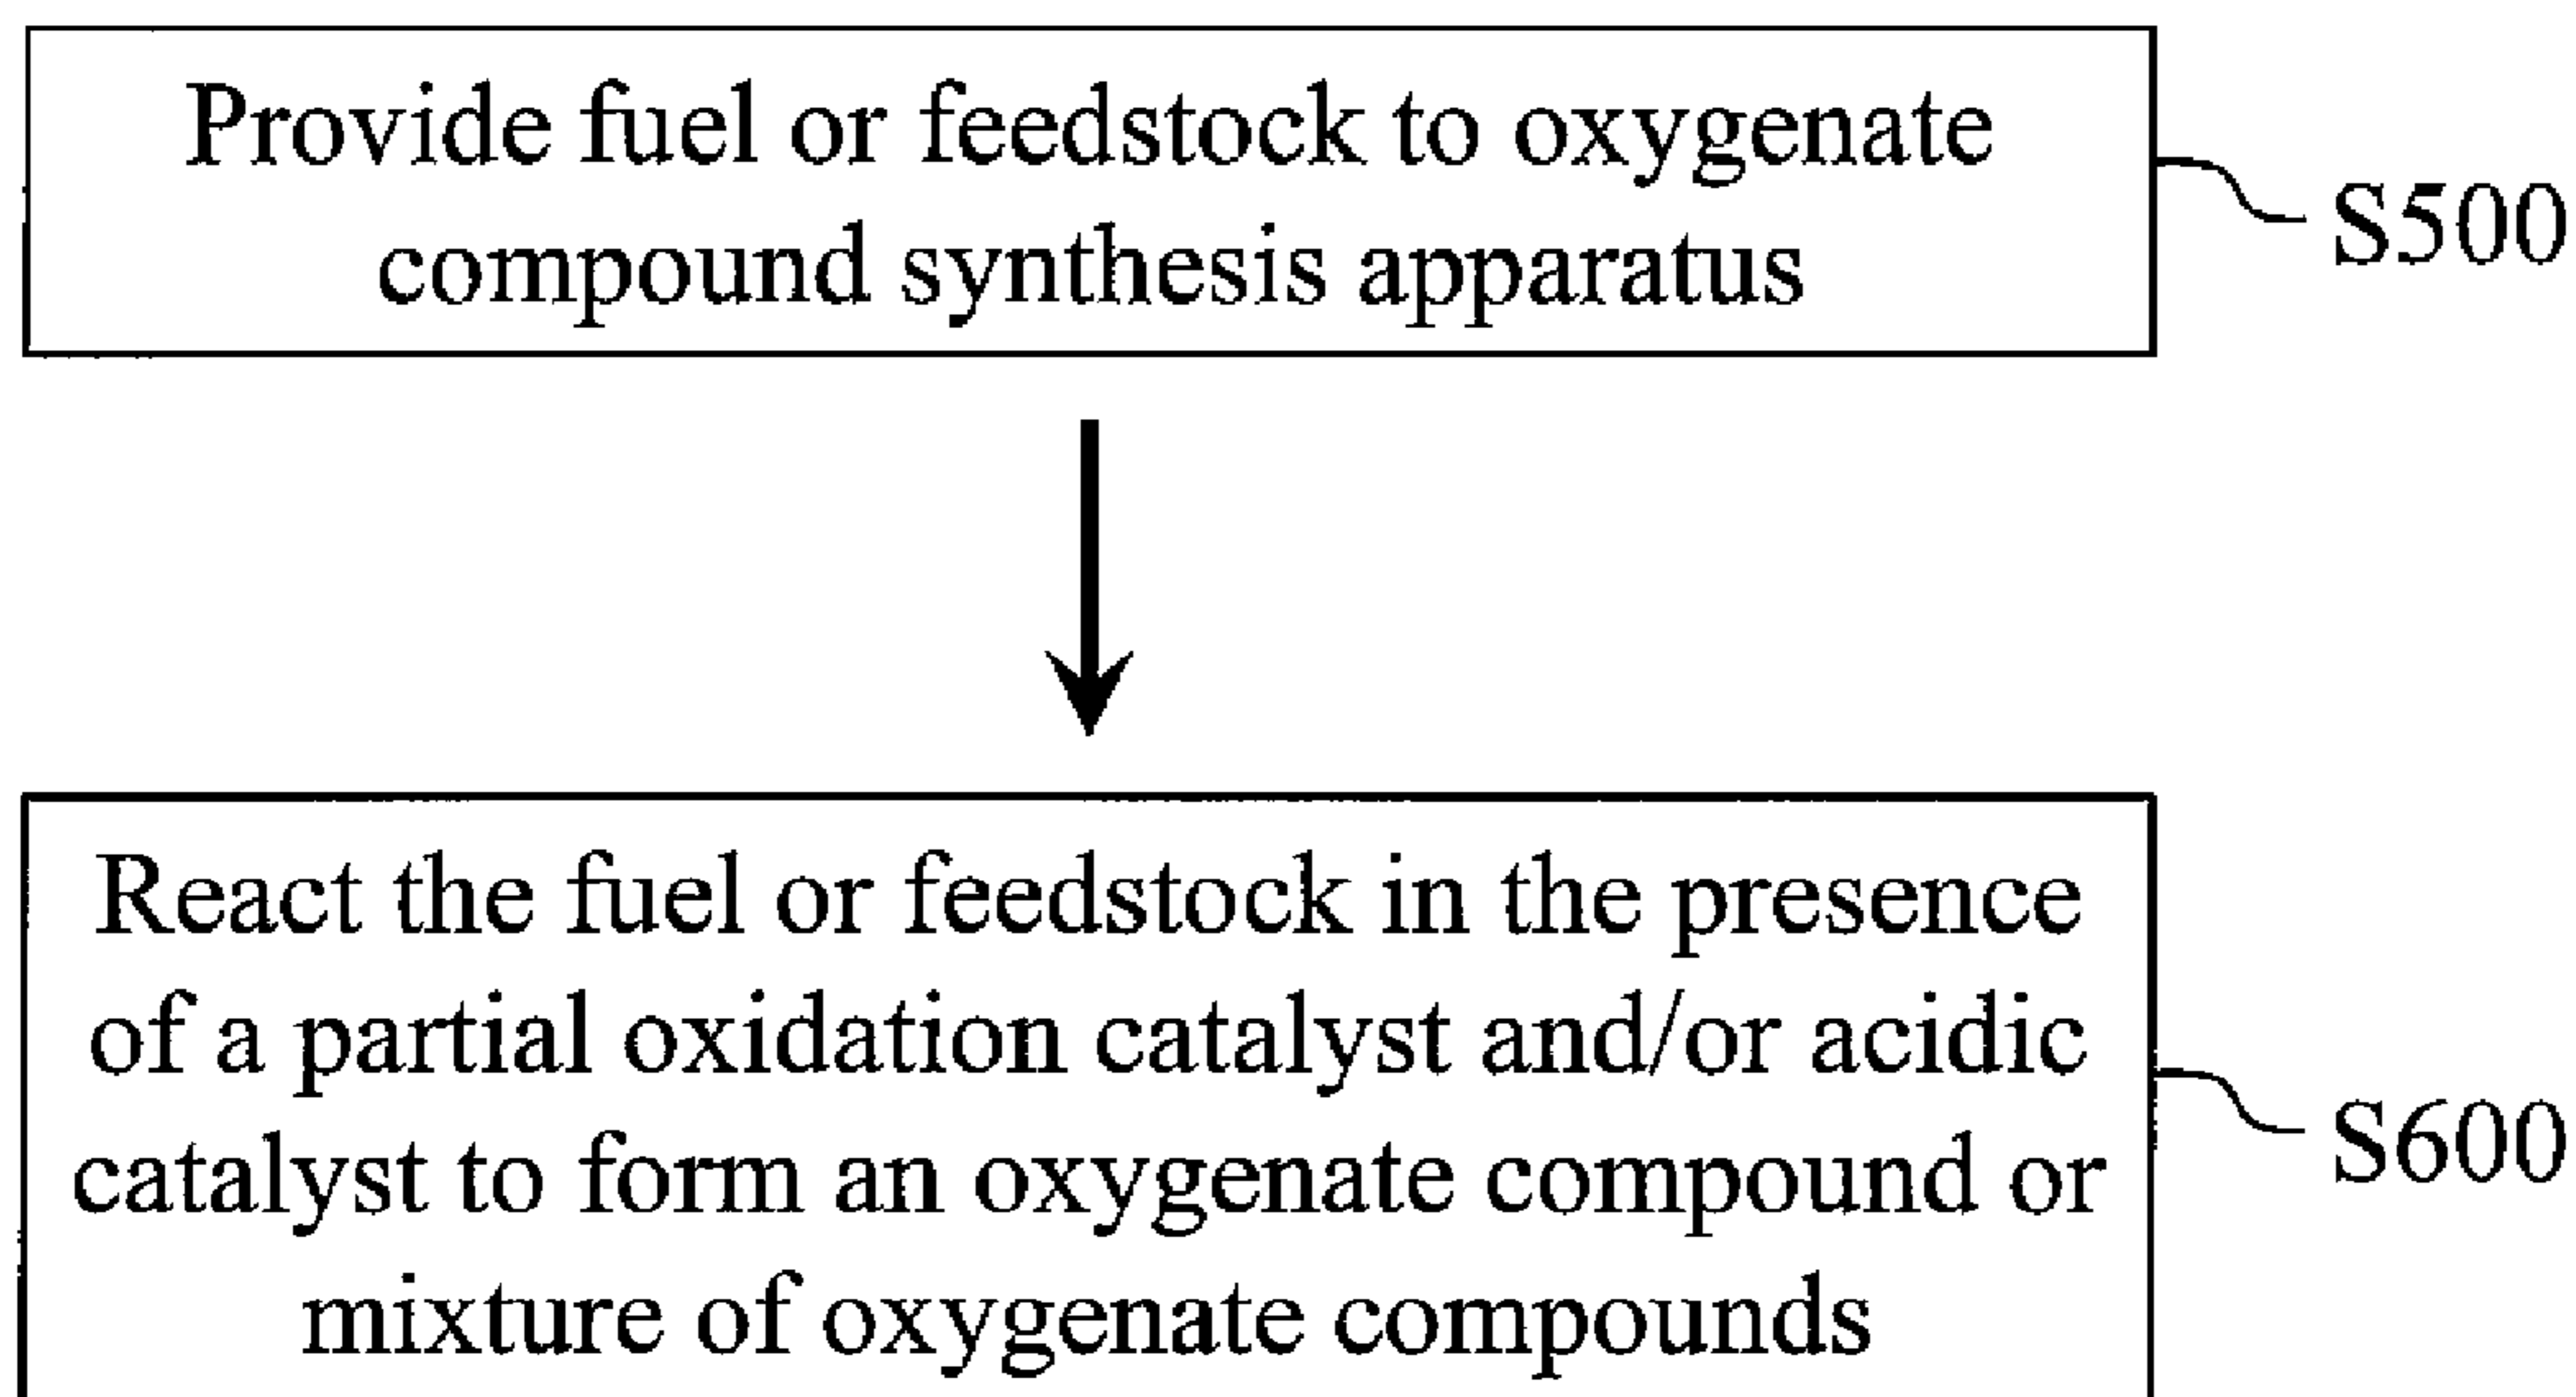 Provide fuel or feedstock to oxygenate
compound synthesis apparatus
S500
React the fuel or feedstock in the presence
of a partial oxidation catalyst and/or acidic
catalyst to form an oxygenate compound or
mixture of oxygenate compounds
S600